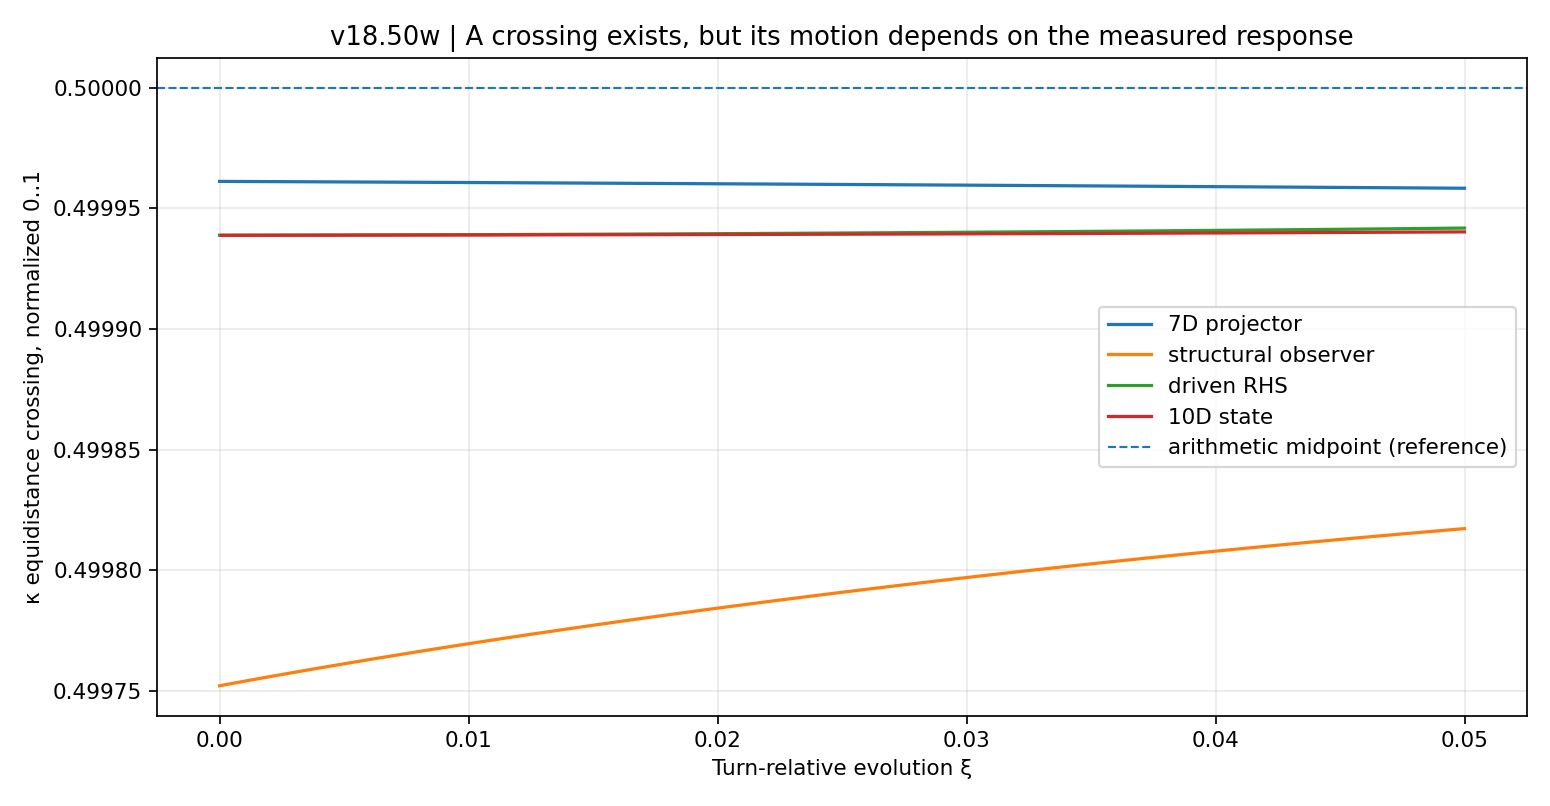 v18.50w | A crossing exists, but its motion depends on the measured response
κ equidistance crossing, normalized 0..1
0.50000
0.49995
0.49990
0.49985
0.49980
0.49975
7D projector
structural observer
driven RHS
10D state
arithmetic midpoint (reference)
0.00 0.01 0.02 0.03 0.04 0.05
Turn-relative evolution ξ